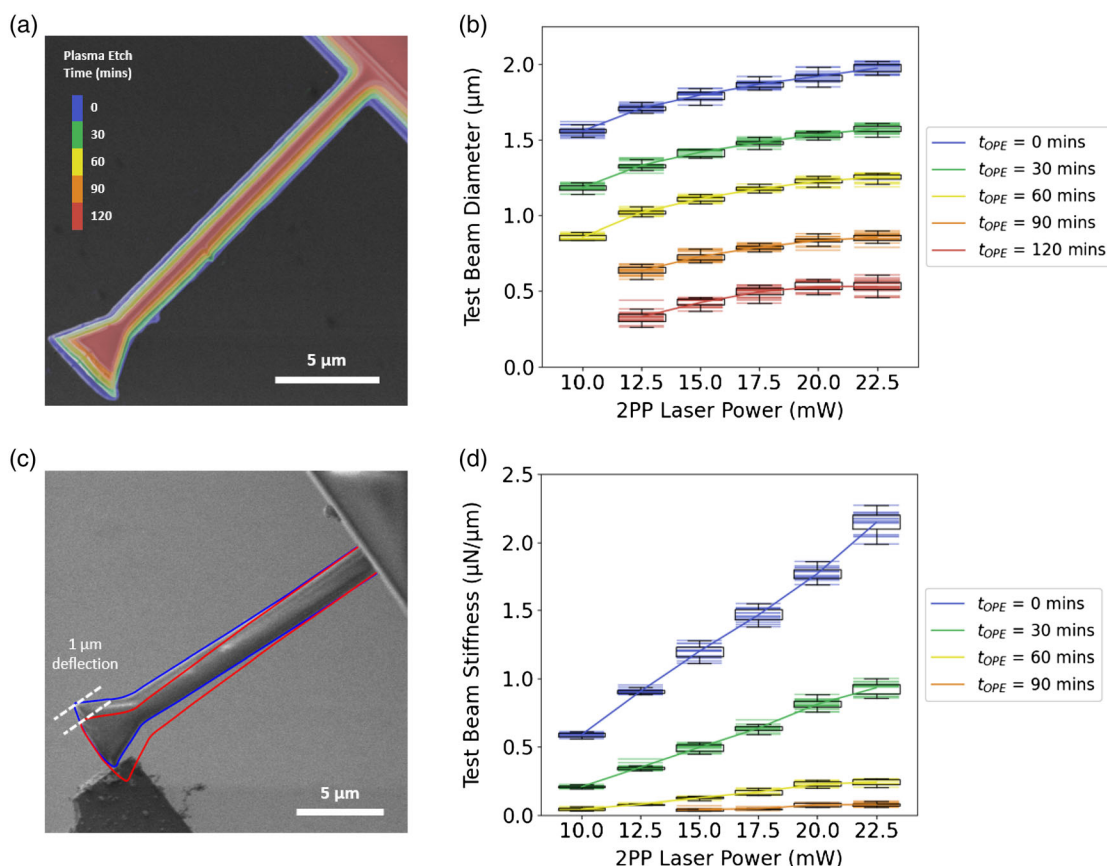 (a)
Plasma Etch
Time (mins)
0
30
60
90
120
5 µm
(b)
Test Beam Diameter (µm)
2.0
1.5
1.0
0.5
0.0
10.0 12.5 15.0 17.5 20.0 22.5
2PP Laser Power (mW)
t_OPE = 0 mins
t_OPE = 30 mins
t_OPE = 60 mins
t_OPE = 90 mins
t_OPE = 120 mins
(c)
1 µm
deflection
5 µm
(d)
Test Beam Stiffness (µN/µm)
2.5
2.0
1.5
1.0
0.5
0.0
10.0 12.5 15.0 17.5 20.0 22.5
2PP Laser Power (mW)
t_OPE = 0 mins
t_OPE = 30 mins
t_OPE = 60 mins
t_OPE = 90 mins